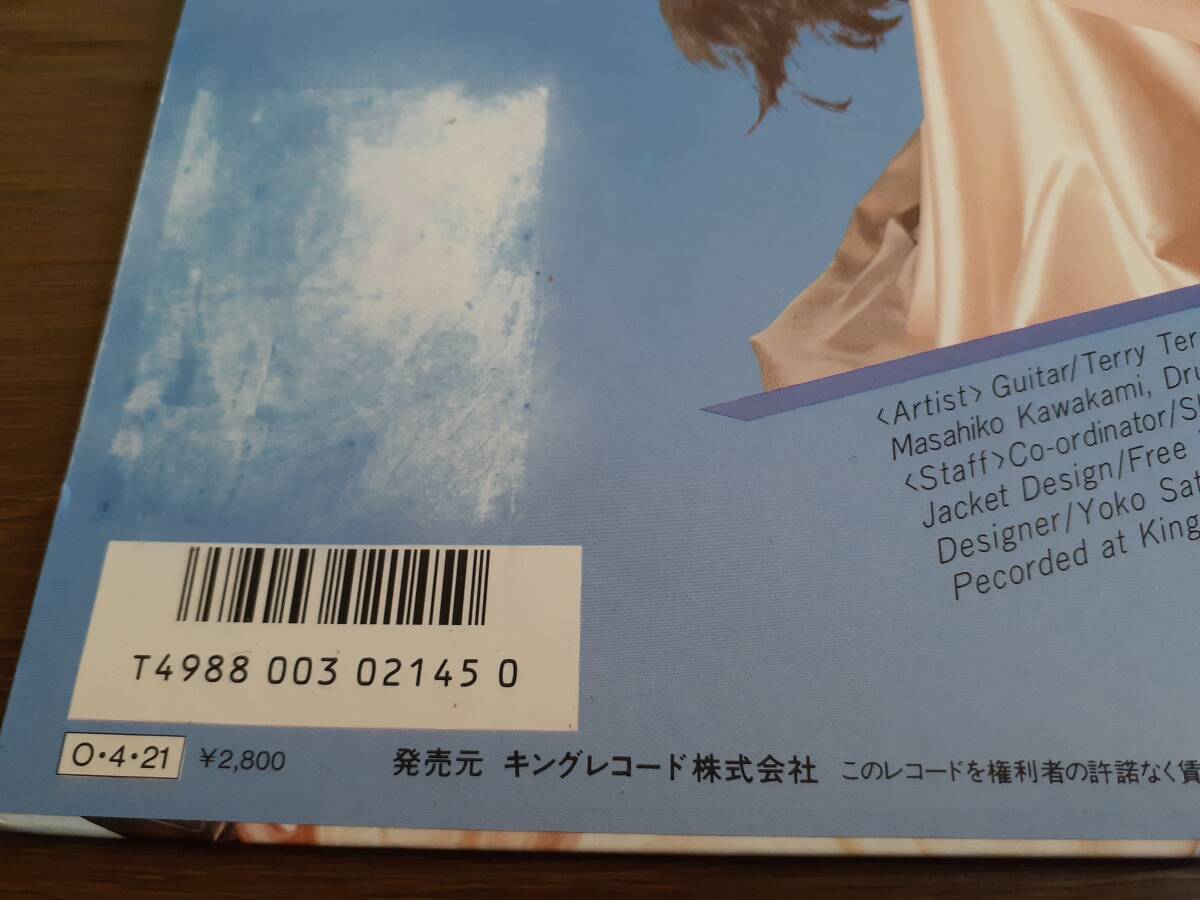 〈Artist〉 Guitar/Terry Ter
Masahiko Kawakami, Dru
〈Staff〉Co-ordinator/S
Jacket Design/Free
Designer/Yoko Sat
Pecorded at King
T4988 003 02145 0
O・4・21 ¥2,800 発売元 キングレコード株式会社 このレコードを権利者の許諾なく賃